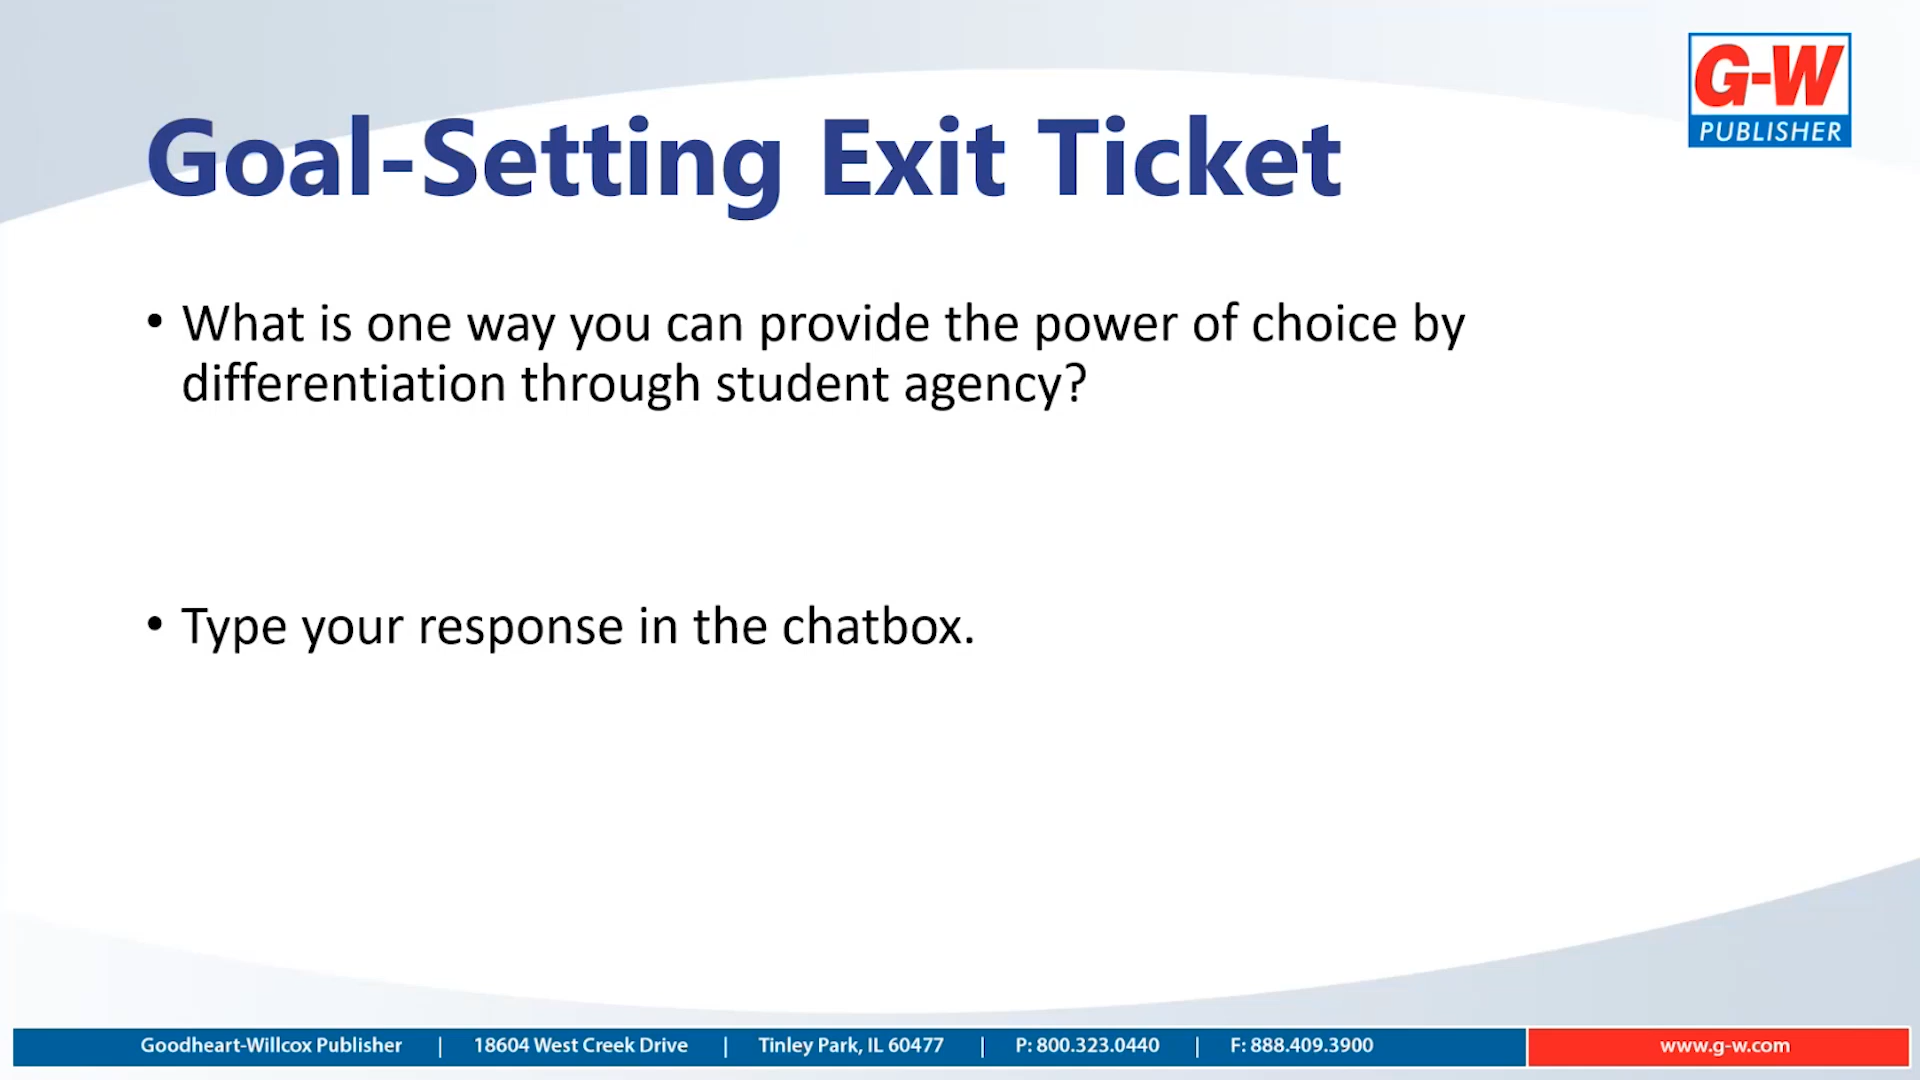 G-W
PUBLISHER
Goal-Setting Exit Ticket
• What is one way you can provide the power of choice by
differentiation through student agency?
• Type your response in the chatbox.
Goodheart-Willcox Publisher | 18604 West Creek Drive | Tinley Park, IL 60477 | P: 800.323.0440 | F: 888.409.3900 www.g-w.com